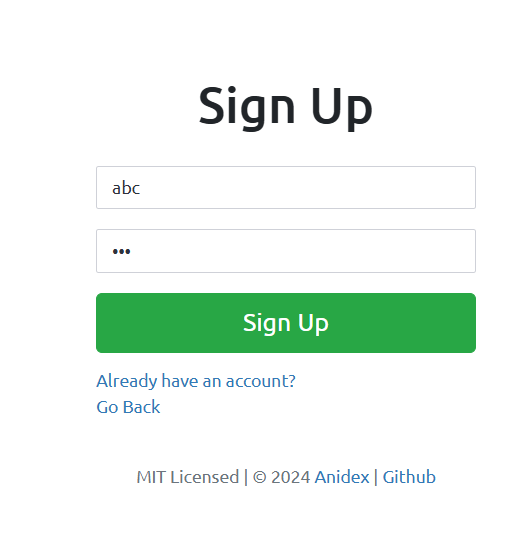 Sign Up
abc
•••
Sign Up
Already have an account?
Go Back
MIT Licensed | © 2024 Anidex | Github